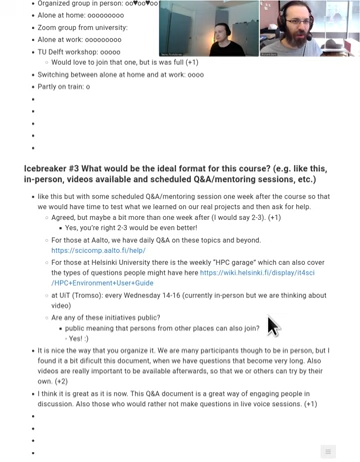 Organized group in person: oo♥oo♥oo
Alone at home: ooooooooo
Zoom group from university:
Alone at work: ooooooooo
TU Delft workshop: ooooo
Would love to join that one, but is was full (+1)
Switching between alone at home and at work: oooo
Partly on train: o
Icebreaker #3 What would be the ideal format for this course? (e.g. like this,
in-person, videos available and scheduled Q&A/mentoring sessions, etc.)
like this but with some scheduled Q&A/mentoring session one week after the course so that
we would have time to test what we learned on our real projects and then ask for help.
Agreed, but maybe a bit more than one week after (I would say 2-3). (+1)
Yes, you're right 2-3 would be even better!
For those at Aalto, we have daily Q&A on these topics and beyond.
https://scicomp.aalto.fi/help/
For those at Helsinki University there is the weekly "HPC garage" which can also cover
the types of questions people might have here https://wiki.helsinki.fi/display/it4sci
/HPC+Environment+User+Guide
at UiT (Tromso): every Wednesday 14-16 (currently in-person but we are thinking about
video)
Are any of these initiatives public?
public meaning that persons from other places can also join?
Yes! :)
It is nice the way that you organize it. We are many participants though to be in person, but I
found it a bit dificult this document, when we have questions that become very long. Also
videos are really important to be available afterwards, so that we or others can try by their
own. (+2)
I think it is great as it is now. This Q&A document is a great way of engaging people in
discussion. Also those who would rather not make questions in live voice sessions. (+1)